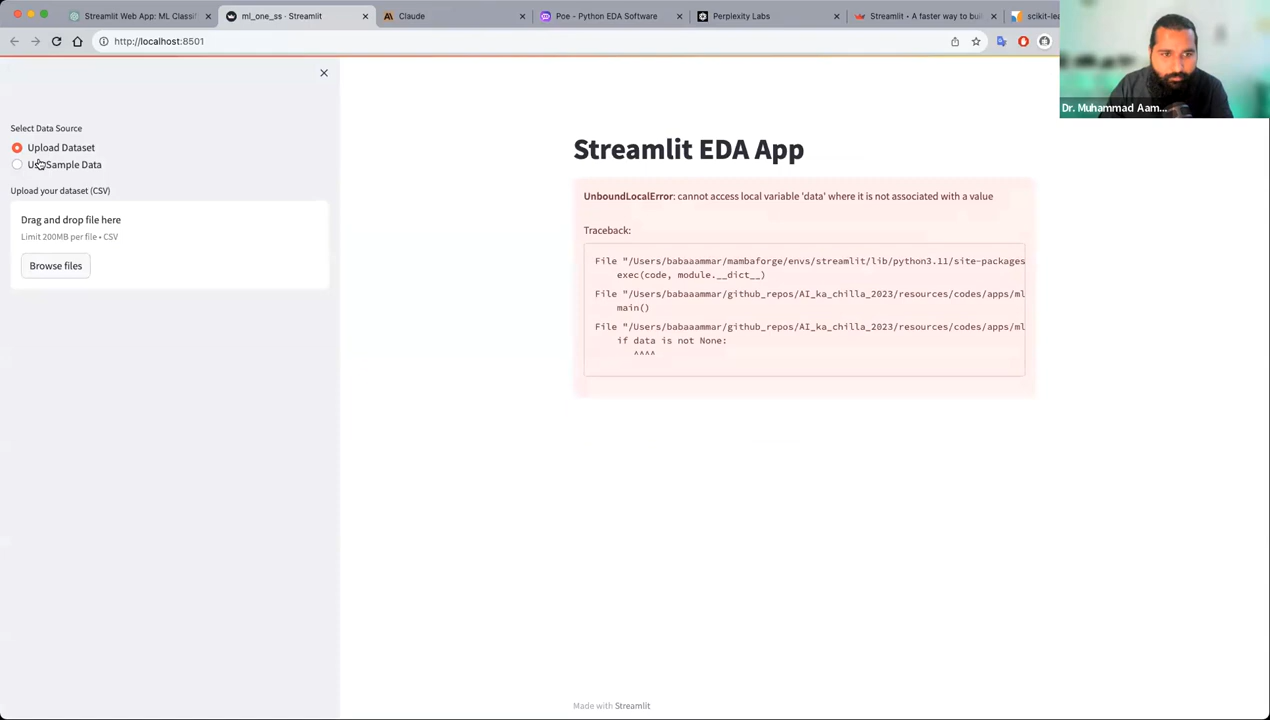 Streamlit Web App: ML Classif
ml_one_ss · Streamlit
Claude
Poe - Python EDA Software
Perplexity Labs
Streamlit • A faster way to bui
scikit-lea
http://localhost:8501
Dr. Muhammad Aam...
Select Data Source
Upload Dataset
Sample Data
Upload your dataset (CSV)
Drag and drop file here
Limit 200MB per file • CSV
Browse files
Streamlit EDA App
UnboundLocalError: cannot access local variable 'data' where it is not associated with a value
Traceback:
File "/Users/babaaammar/mambaforge/envs/streamlit/lib/python3.11/site-packages
exec(code, module.__dict__)
File "/Users/babaaammar/github_repos/AI_ka_chilla_2023/resources/codes/apps/ml
main()
File "/Users/babaaammar/github_repos/AI_ka_chilla_2023/resources/codes/apps/ml
if data is not None:
^^^^
Made with Streamlit